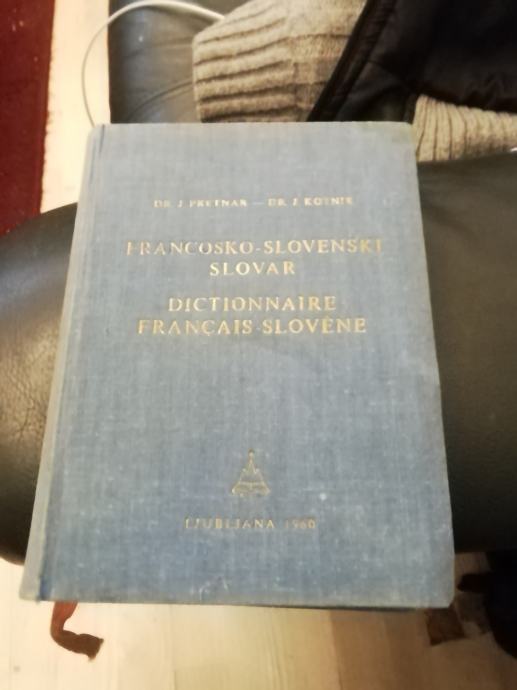 DR. J. PRETNAR — DR. J. KOTNIK
FRANCOSKO-SLOVENSKI
SLOVAR
DICTIONNAIRE
FRANÇAIS-SLOVÈNE
LJUBLJANA 1960